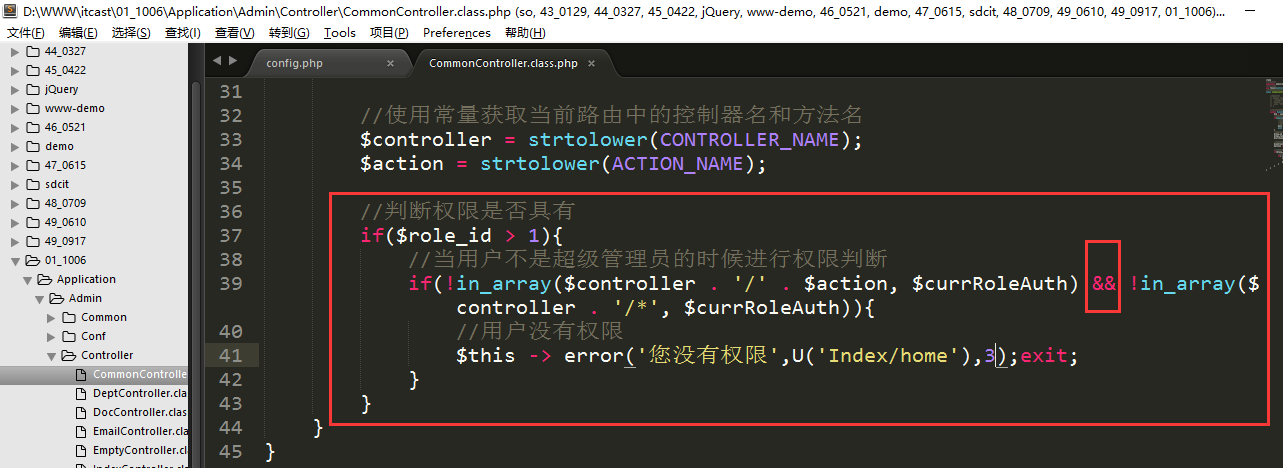 D:\WWW\itcast\01_1006\Application\Admin\Controller\CommonController.class.php (so, 43_0129, 44_0327, 45_0422, jQuery, www-demo, 46_0521, demo, 47_0615, sdcit, 48_0709, 49_0610, 49_0917, 01_1006)...
文件(F) 编辑(E) 选择(S) 查找(I) 查看(V) 转到(G) Tools 项目(P) Preferences 帮助(H)
44_0327
45_0422
jQuery
www-demo
46_0521
demo
47_0615
sdcit
48_0709
49_0610
49_0917
01_1006
Application
Admin
Common
Conf
Controller
CommonControlle
DeptController.cla
DocController.clas
EmailController.cl
EmptyController.cl
config.php × CommonController.class.php ×
31
32 //使用常量获取当前路由中的控制器名和方法名
33 $controller = strtolower(CONTROLLER_NAME);
34 $action = strtolower(ACTION_NAME);
35
36 //判断权限是否具有
37 if($role_id > 1){
38 //当用户不是超级管理员的时候进行权限判断
39 if(!in_array($controller . '/' . $action, $currRoleAuth) && !in_array($
controller . '/*', $currRoleAuth)){
40 //用户没有权限
41 $this -> error('您没有权限',U('Index/home'),3);exit;
42 }
43 }
44 }
45 }